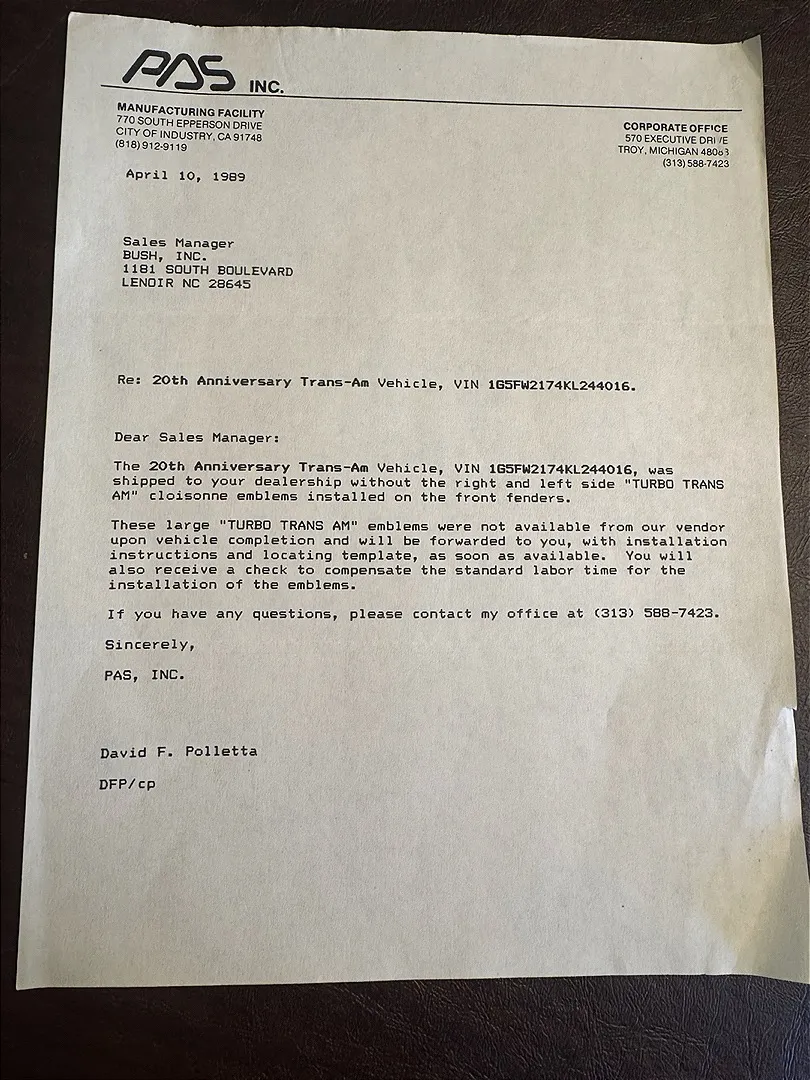 PAS INC.
MANUFACTURING FACILITY
770 SOUTH EPPERSON DRIVE
CITY OF INDUSTRY, CA 91748
(818) 912-9119
CORPORATE OFFICE
570 EXECUTIVE DRIVE
TROY, MICHIGAN
(313) 588-7423
April 10, 1989
Sales Manager
BUSH, INC.
1181 SOUTH BOULEVARD
LENOIR NC 28645
Re: 20th Anniversary Trans-Am Vehicle, VIN 1G5FW2174KL244016.
Dear Sales Manager:
The 20th Anniversary Trans-Am Vehicle, VIN 1G5FW2174KL244016, was
shipped to your dealership without the right and left side "TURBO TRANS
AM" cloisonne emblems installed on the front fenders.
These large "TURBO TRANS AM" emblems were not available from our vendor
upon vehicle completion and will be forwarded to you, with installation
instructions and locating template, as soon as available. You will
also receive a check to compensate the standard labor time for the
installation of the emblems.
If you have any questions, please contact my office at (313) 588-7423.
Sincerely,
PAS, INC.
David F. Polletta
DFP/cp